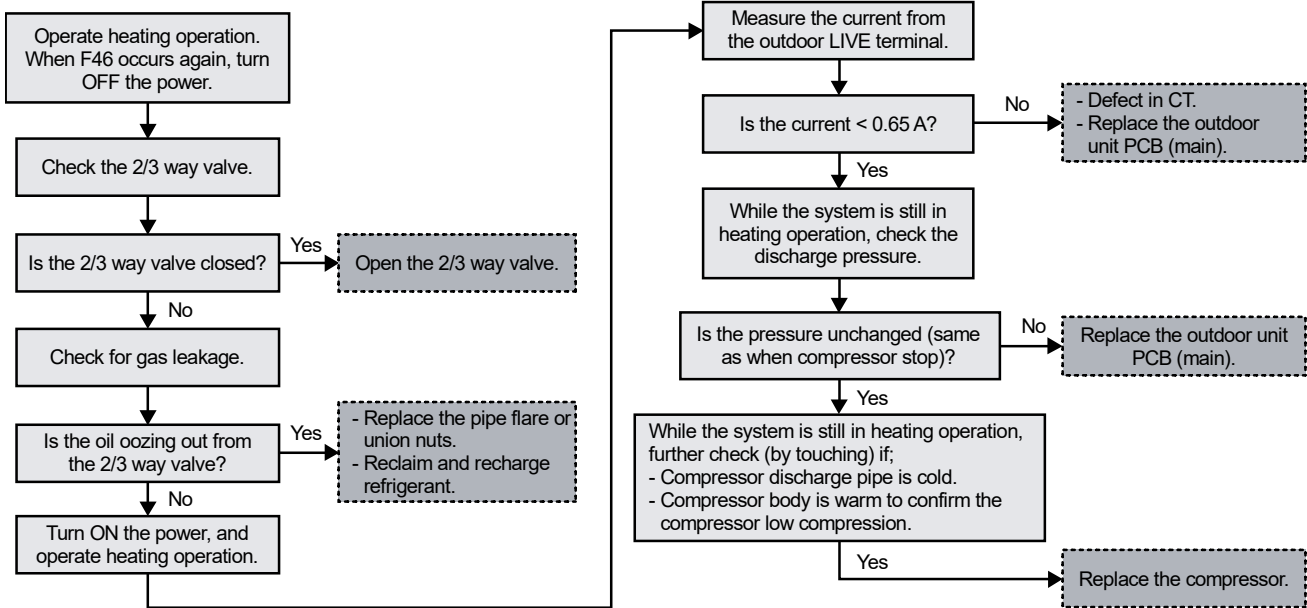 Operate heating operation.
When F46 occurs again, turn
OFF the power.
Check the 2/3 way valve.
Is the 2/3 way valve closed?
Yes
Open the 2/3 way valve.
No
Check for gas leakage.
Is the oil oozing out from
the 2/3 way valve?
Yes
- Replace the pipe flare or
union nuts.
- Reclaim and recharge
refrigerant.
No
Turn ON the power, and
operate heating operation.
Measure the current from
the outdoor LIVE terminal.
Is the current < 0.65 A?
No
- Defect in CT.
- Replace the outdoor
unit PCB (main).
Yes
While the system is still in
heating operation, check the
discharge pressure.
Is the pressure unchanged (same
as when compressor stop)?
No
Replace the outdoor unit
PCB (main).
Yes
While the system is still in heating operation,
further check (by touching) if;
- Compressor discharge pipe is cold.
- Compressor body is warm to confirm the
compressor low compression.
Yes
Replace the compressor.